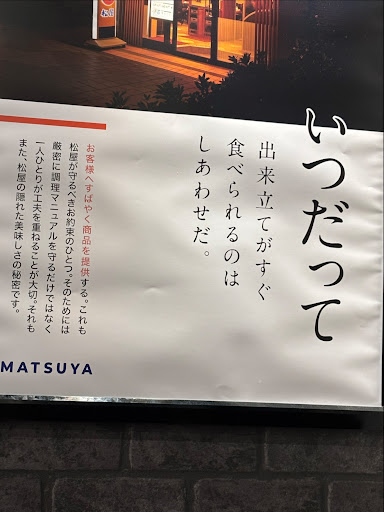 松屋
いつだって
出来立てがすぐ
食べられるのは
しあわせだ。
お客様へすばやく商品を提供する。これも
松屋が守るべきお約束のひとつ。そのためには
厳密に調理マニュアルを守るだけではなく
一人ひとりが工夫を重ねることが大切。それも
また、松屋の隠れた美味しさの秘密です。
MATSUYA